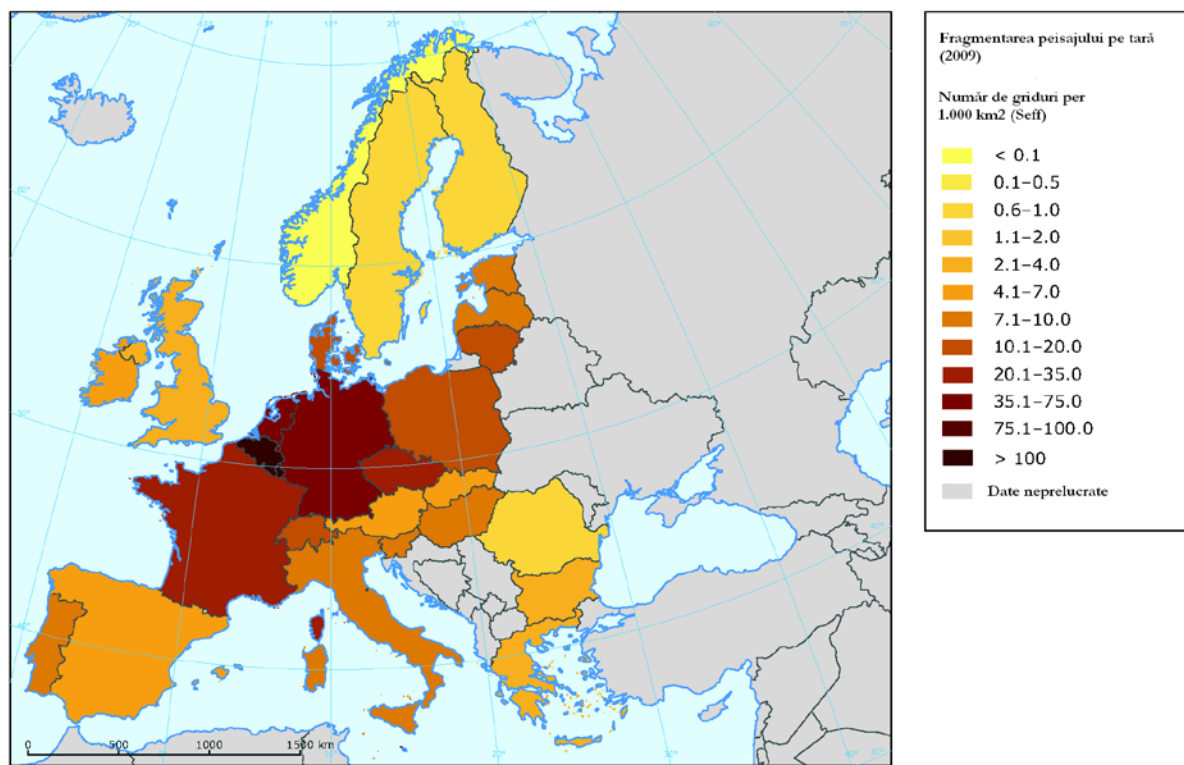 Fragmentarea peisajului pe tară
(2009)
Număr de griduri per
1.000 km2 (Seff)
< 0.1
0.1–0.5
0.6–1.0
1.1–2.0
2.1–4.0
4.1–7.0
7.1–10.0
10.1–20.0
20.1–35.0
35.1–75.0
75.1–100.0
> 100
Date neprelucrate
0 500 1000 1500 km